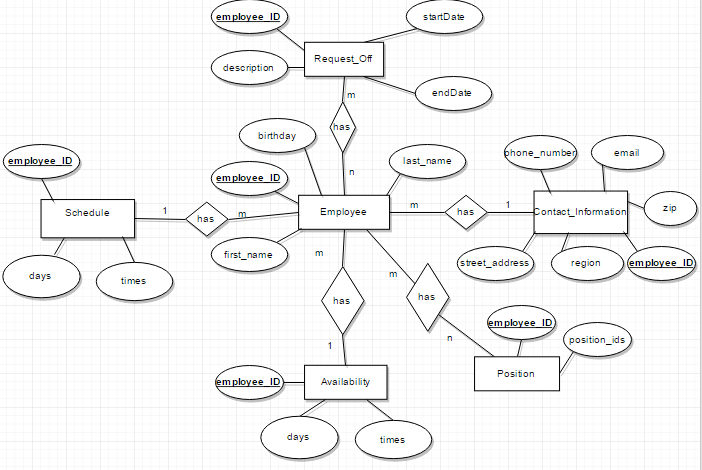 employee_ID
startDate
Request_Off
description
endDate
m
has
birthday
n
last_name
employee_ID
employee_ID
phone_number
email
Schedule
1
has
m
Employee
m
has
1
Contact_Information
zip
first_name
m
street_address
region
employee_ID
days
times
has
m
has
1
n
employee_ID
position_ids
employee_ID
Availability
Position
days
times